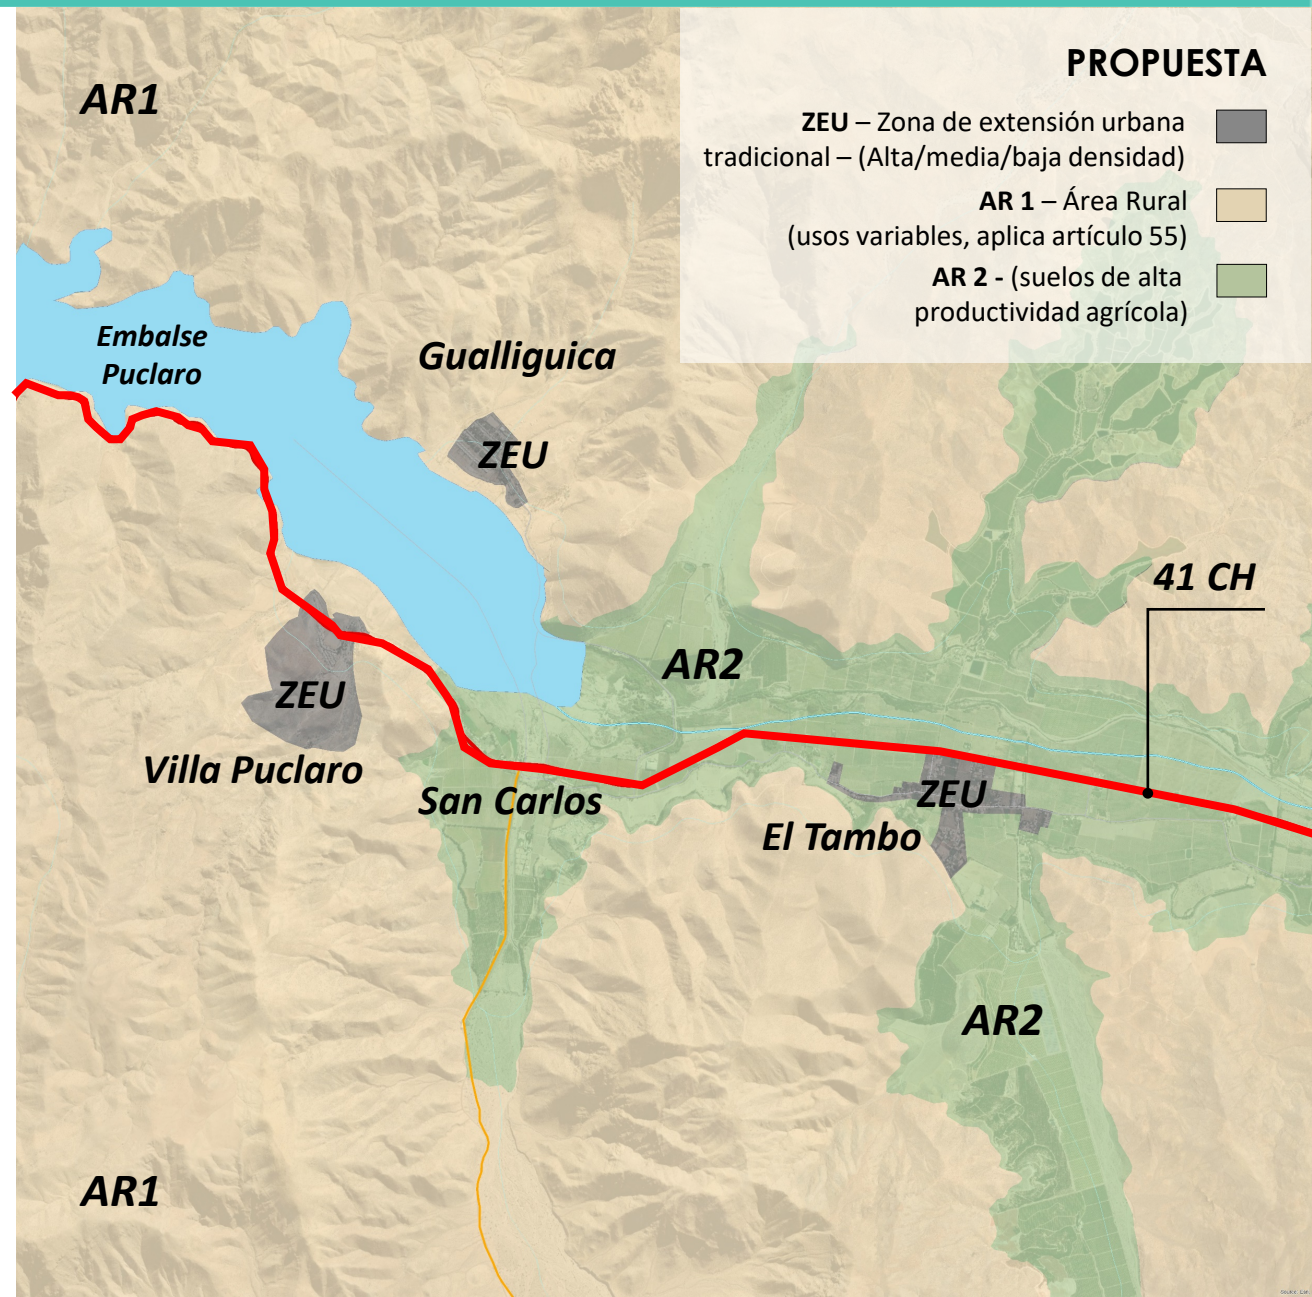 PROPUESTA
ZEU – Zona de extensión urbana
tradicional – (Alta/media/baja densidad)
AR 1 – Área Rural
(usos variables, aplica artículo 55)
AR 2 - (suelos de alta
productividad agrícola)
AR1
Embalse
Puclaro
Gualliguica
ZEU
41 CH
AR2
ZEU
Villa Puclaro
San Carlos
ZEU
El Tambo
AR2
AR1